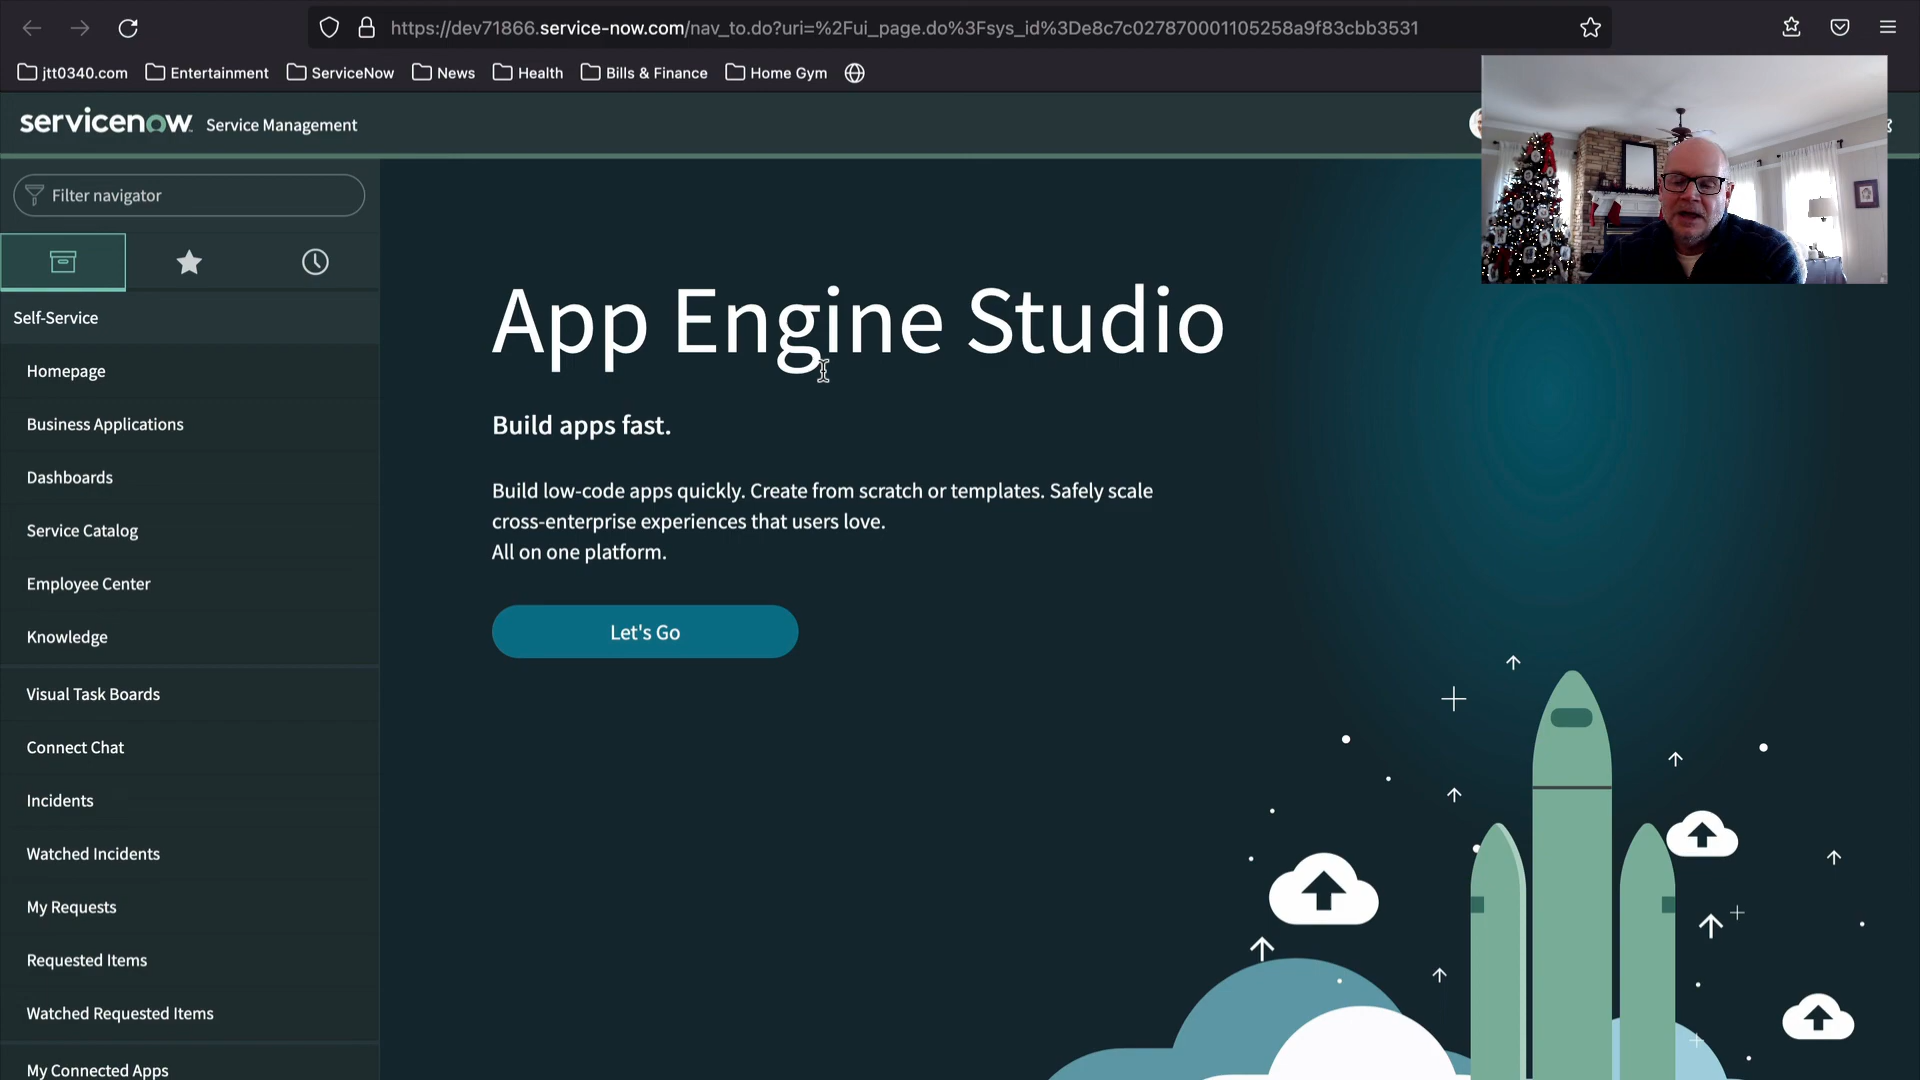 https://dev71866.service-now.com/nav_to.do?uri=%2Fui_page.do%3Fsys_id%3De8c7c027870001105258a9f83cbb3531
jtt0340.com
Entertainment
ServiceNow
News
Health
Bills & Finance
Home Gym
servicenow
Service Management
Filter navigator
Self-Service
Homepage
Business Applications
Dashboards
Service Catalog
Employee Center
Knowledge
Visual Task Boards
Connect Chat
Incidents
Watched Incidents
My Requests
Requested Items
Watched Requested Items
My Connected Apps
App Engine Studio
Build apps fast.
Build low-code apps quickly. Create from scratch or templates. Safely scale
cross-enterprise experiences that users love.
All on one platform.
Let's Go